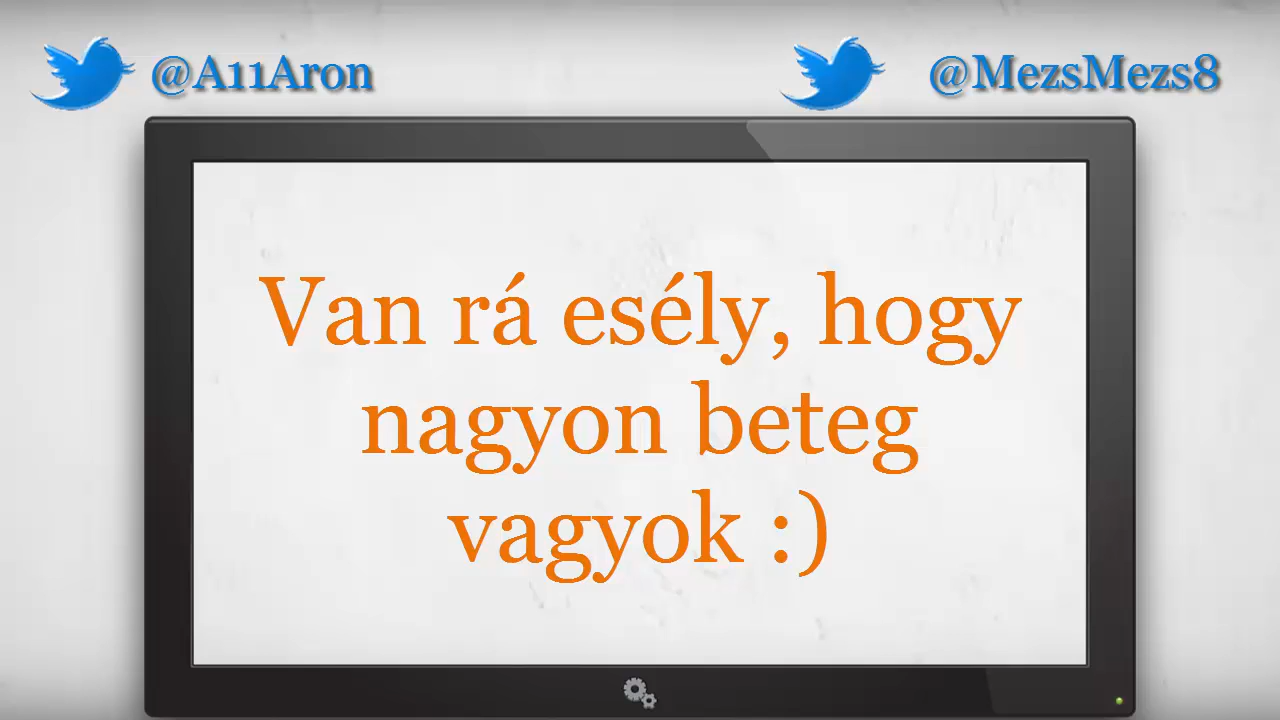 @A11Aron
@MezsMezs8
Van rá esély, hogy
nagyon beteg
vagyok :)